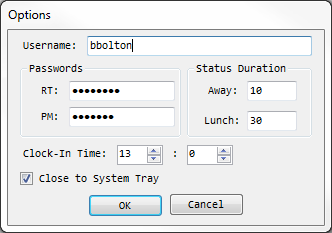 Options
Username: bbolton
Passwords
RT: ●●●●●●●●
PM: ●●●●●●●
Status Duration
Away: 10
Lunch: 30
Clock-In Time: 13 : 0
Close to System Tray
OK Cancel